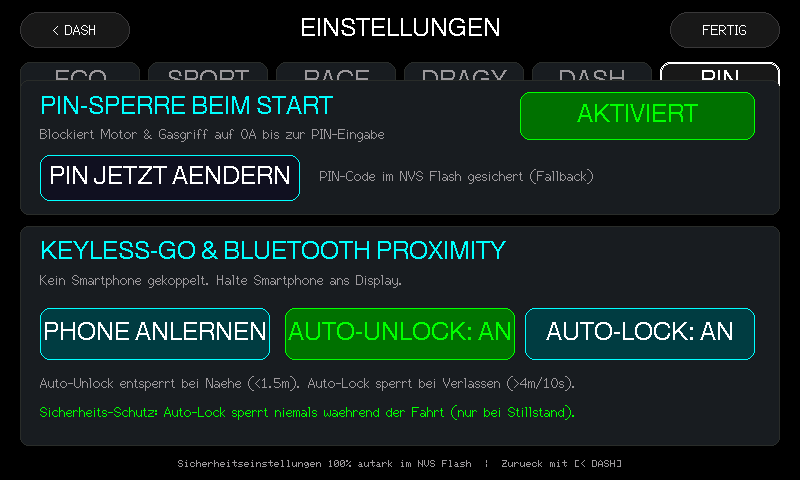 < DASH
EINSTELLUNGEN
FERTIG
ECO SPORT RACE DRAGY DASH PIN
PIN-SPERRE BEIM START
AKTIVIERT
Blockiert Motor & Gasgriff auf 0A bis zur PIN-Eingabe
PIN JETZT AENDERN
PIN-Code im NVS Flash gesichert (Fallback)
KEYLESS-GO & BLUETOOTH PROXIMITY
Kein Smartphone gekoppelt. Halte Smartphone ans Display.
PHONE ANLERNEN
AUTO-UNLOCK: AN
AUTO-LOCK: AN
Auto-Unlock entsperrt bei Naehe (<1.5m). Auto-Lock sperrt bei Verlassen (>4m/10s).
Sicherheits-Schutz: Auto-Lock sperrt niemals waehrend der Fahrt (nur bei Stillstand).
Sicherheitseinstellungen 100% autark im NVS Flash | Zurueck mit [< DASH]